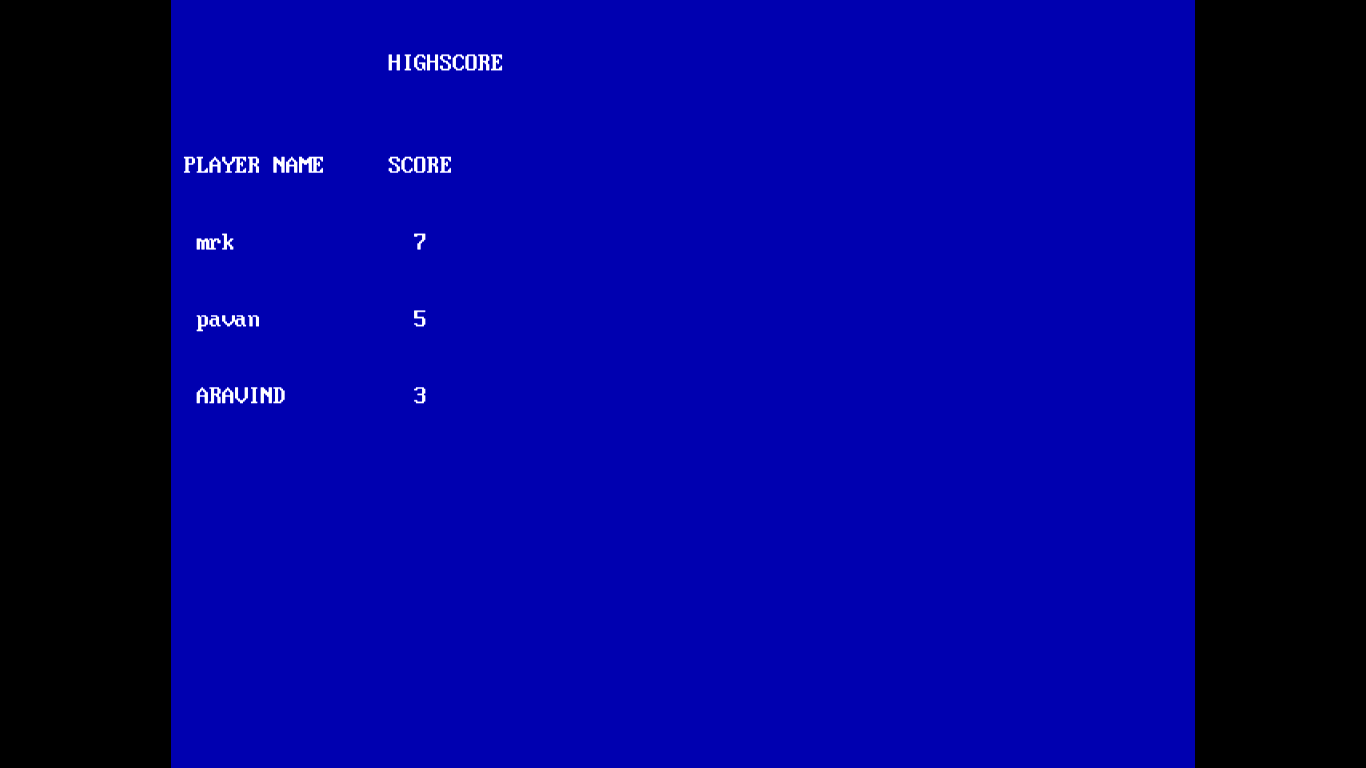 HIGHSCORE
PLAYER NAME SCORE
mrk 7
pavan 5
ARAVIND 3